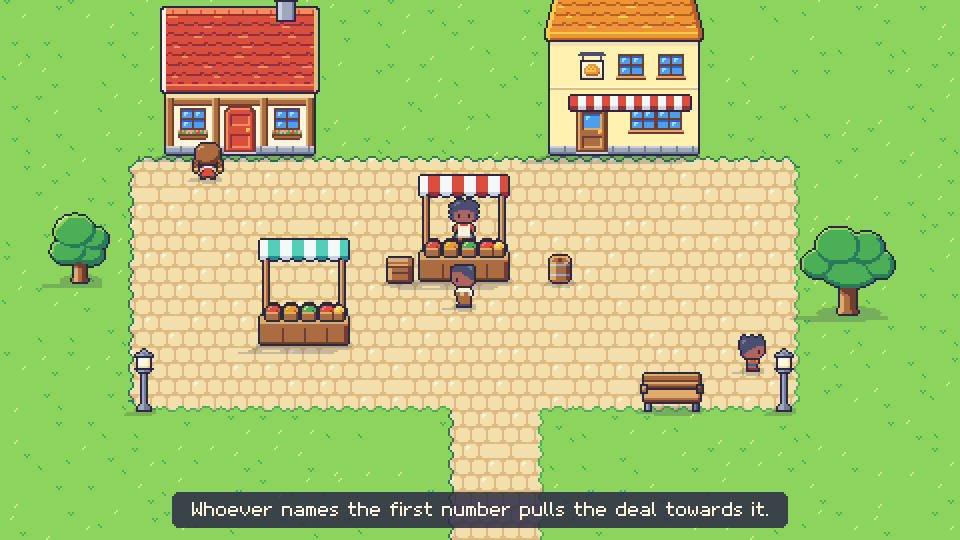 Whoever names the first number pulls the deal towards it.